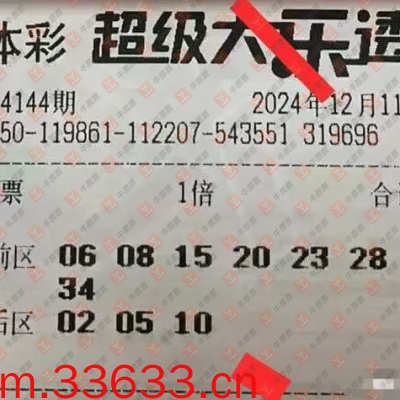 体彩 超级大乐透
4144期 2024年12月11
50-119861-112207-543551 319696
票 1倍 合
前区 06 08 15 20 23 28
34
后区 02 05 10
m.33633.cn